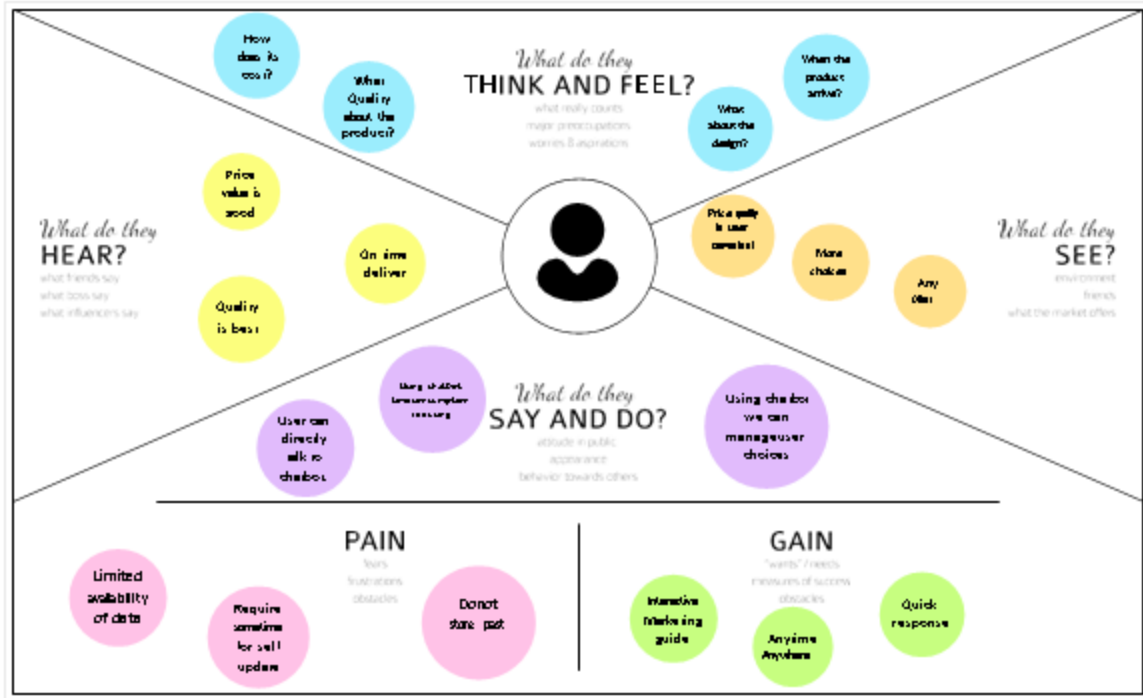 How
does its
cost?
What
Quality
about the
product?
What do they
THINK AND FEEL?
what really counts
major preoccupations
worries & aspirations
What
about the
design?
When the
product
arrive?
What do they
HEAR?
what friends say
what boss say
what influencers say
Price
value is
good
On time
deliver
Quality
is best
Price
is user
More
choices
Any
offer
What do they
SEE?
environment
friends
what the market offers
User can
directly
talk to
chatbot
Using chatbot
What do they
SAY AND DO?
attitude in public
appearance
behavior towards others
Using chatbot
we can
manage user
choices
PAIN
fears
frustrations
obstacles
Limited
availability
of data
Require
sometime
for self
update
Donot
store past
GAIN
"wants" / needs
measures of success
obstacles
Interactive
Marketing
guide
Anytime
Anywhere
Quick
response